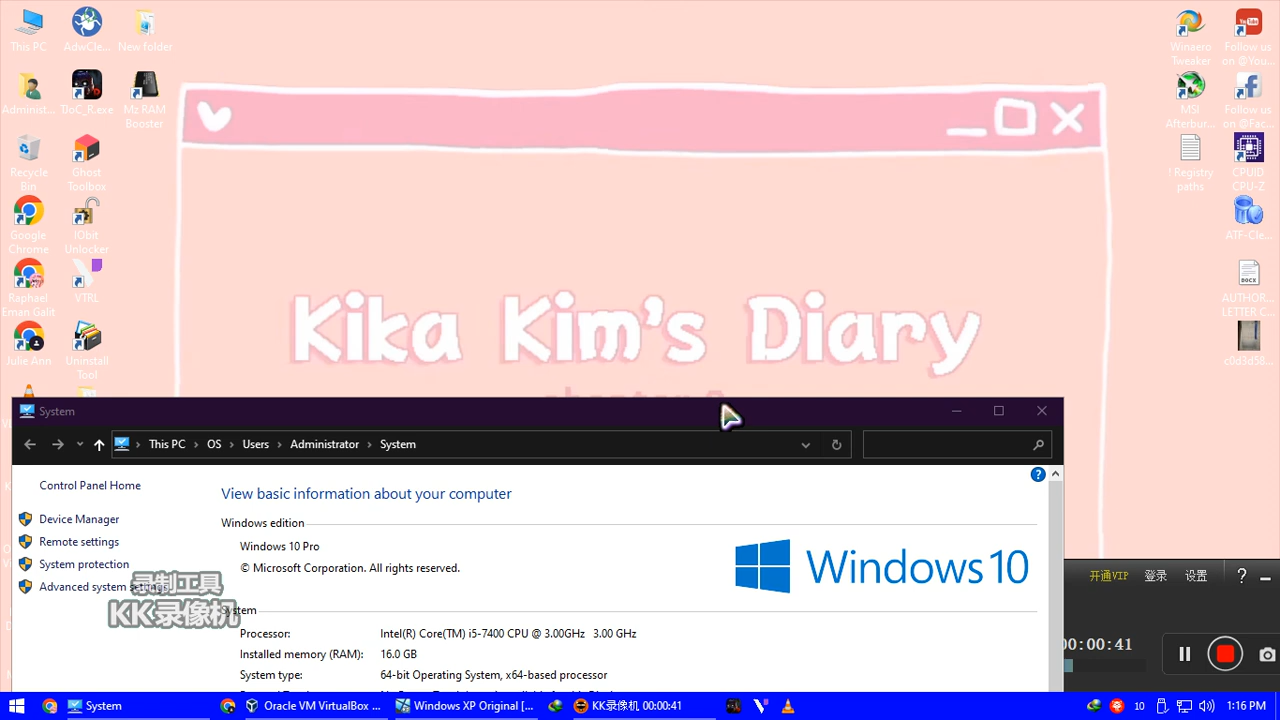 This PC
AdwCle...
New folder
Administ...
TJoC_R.exe
Mz RAM
Booster
Recycle
Bin
Ghost
Toolbox
Google
Chrome
IObit
Unlocker
Raphael
Eman Galit
VTRL
Julie Ann
Uninstall
Tool
Winaero
Tweaker
Follow us
on @You...
MSI
Afterbur...
Follow us
on @Fac...
! Registry
paths
CPUID
CPU-Z
ATF-Cle...
AUTHOR...
LETTER C...
c0d3d58...
Kika Kim's Diary
System
This PC
OS
Users
Administrator
System
Control Panel Home
Device Manager
Remote settings
System protection
Advanced system settings
View basic information about your computer
Windows edition
Windows 10 Pro
© Microsoft Corporation. All rights reserved.
Windows 10
System
Processor: Intel(R) Core(TM) i5-7400 CPU @ 3.00GHz 3.00 GHz
Installed memory (RAM): 16.0 GB
System type: 64-bit Operating System, x64-based processor
录制工具
KK录像机
开通VIP 登录 设置 ?
00:00:41
System
Oracle VM VirtualBox ...
Windows XP Original [...
KK录像机 00:00:41
10
1:16 PM